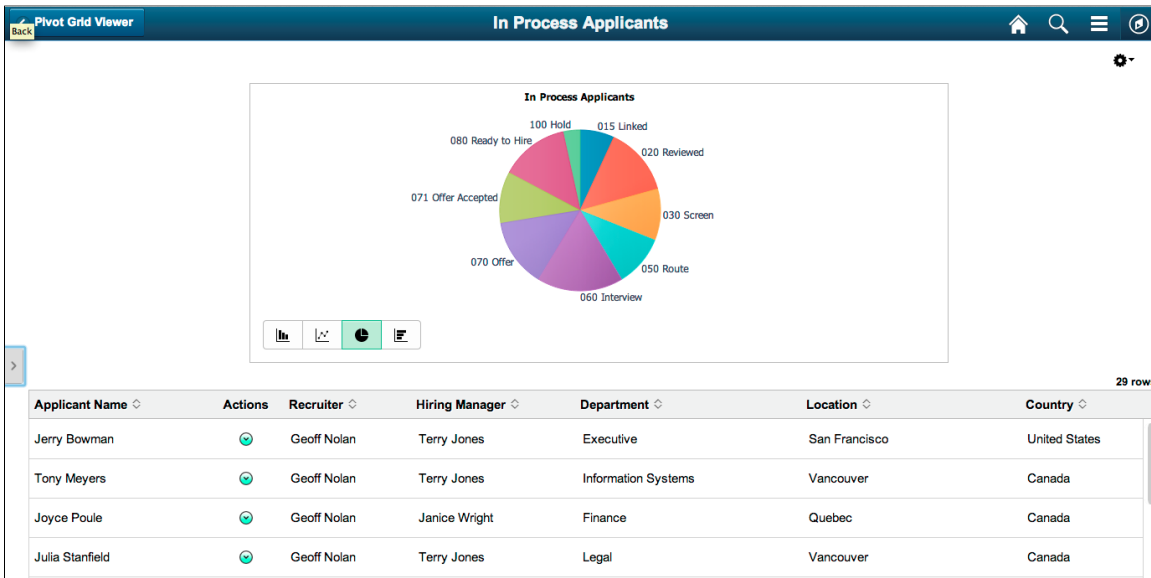 Pivot Grid Viewer
Back
In Process Applicants
In Process Applicants
100 Hold
015 Linked
080 Ready to Hire
020 Reviewed
071 Offer Accepted
030 Screen
070 Offer
050 Route
060 Interview
29 row
Applicant Name Actions Recruiter Hiring Manager Department Location Country
Jerry Bowman Geoff Nolan Terry Jones Executive San Francisco United States
Tony Meyers Geoff Nolan Terry Jones Information Systems Vancouver Canada
Joyce Poule Geoff Nolan Janice Wright Finance Quebec Canada
Julia Stanfield Geoff Nolan Terry Jones Legal Vancouver Canada